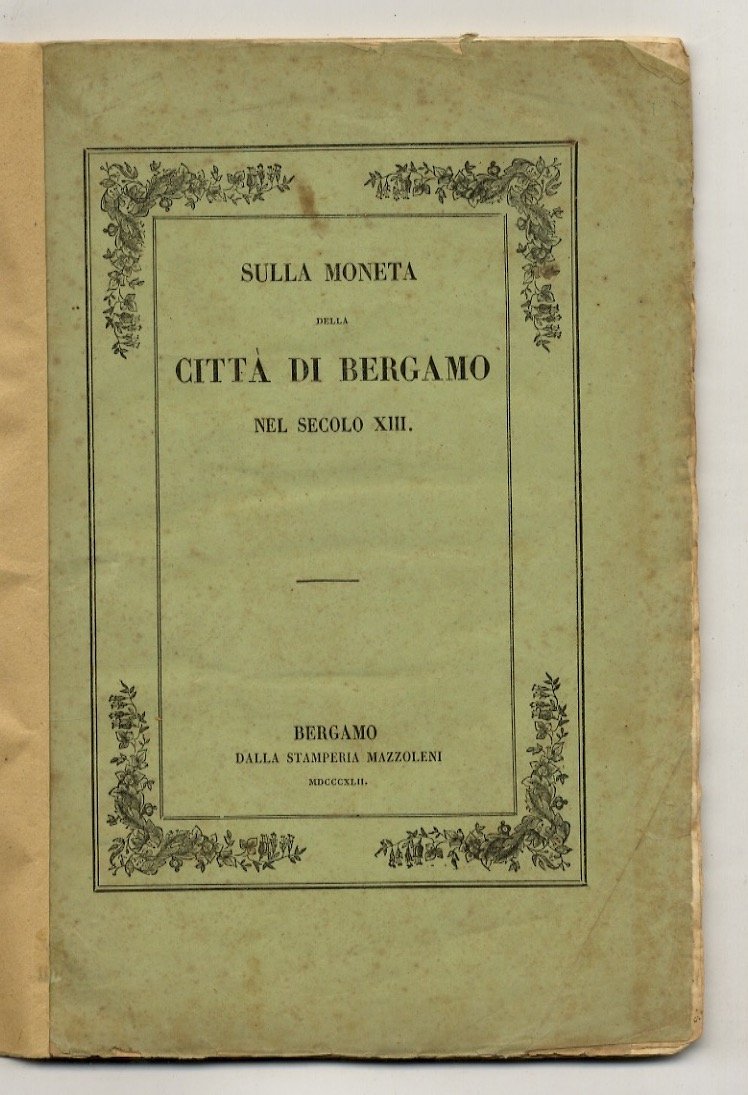 SULLA MONETA
DELLA
CITTÀ DI BERGAMO
NEL SECOLO XIII.
BERGAMO
DALLA STAMPERIA MAZZOLENI
MDCCCXLII.